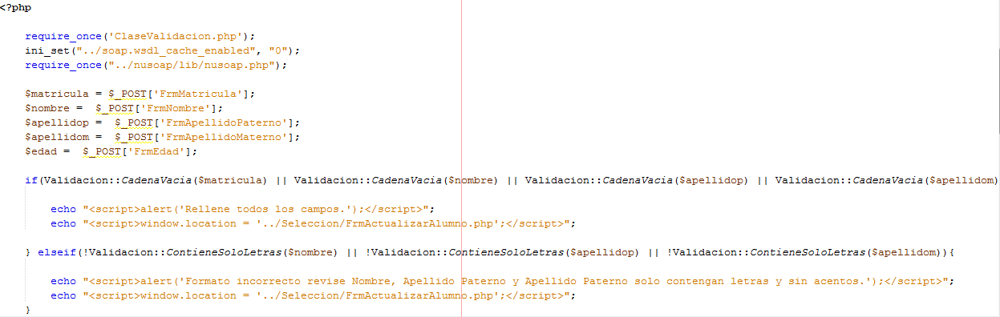 <?php
require_once('ClaseValidacion.php');
ini_set("../soap.wsdl_cache_enabled", "0");
require_once("../nusoap/lib/nusoap.php");
$matricula = $_POST['FrmMatricula'];
$nombre =  $_POST['FrmNombre'];
$apellidop =  $_POST['FrmApellidoPaterno'];
$apellidom =  $_POST['FrmApellidoMaterno'];
$edad =  $_POST['FrmEdad'];
if(Validacion::CadenaVacia($matricula) || Validacion::CadenaVacia($nombre) || Validacion::CadenaVacia($apellidop) || Validacion::CadenaVacia($apellidom)
echo "<script>alert('Rellene todos los campos.');</script>";
echo "<script>window.location = '../Seleccion/FrmActualizarAlumno.php';</script>";
} elseif(!Validacion::ContieneSoloLetras($nombre) || !Validacion::ContieneSoloLetras($apellidop) || !Validacion::ContieneSoloLetras($apellidom)){
echo "<script>alert('Formato incorrecto revise Nombre, Apellido Paterno y Apellido Paterno solo contengan letras y sin acentos.');</script>";
echo "<script>window.location = '../Seleccion/FrmActualizarAlumno.php';</script>";
}